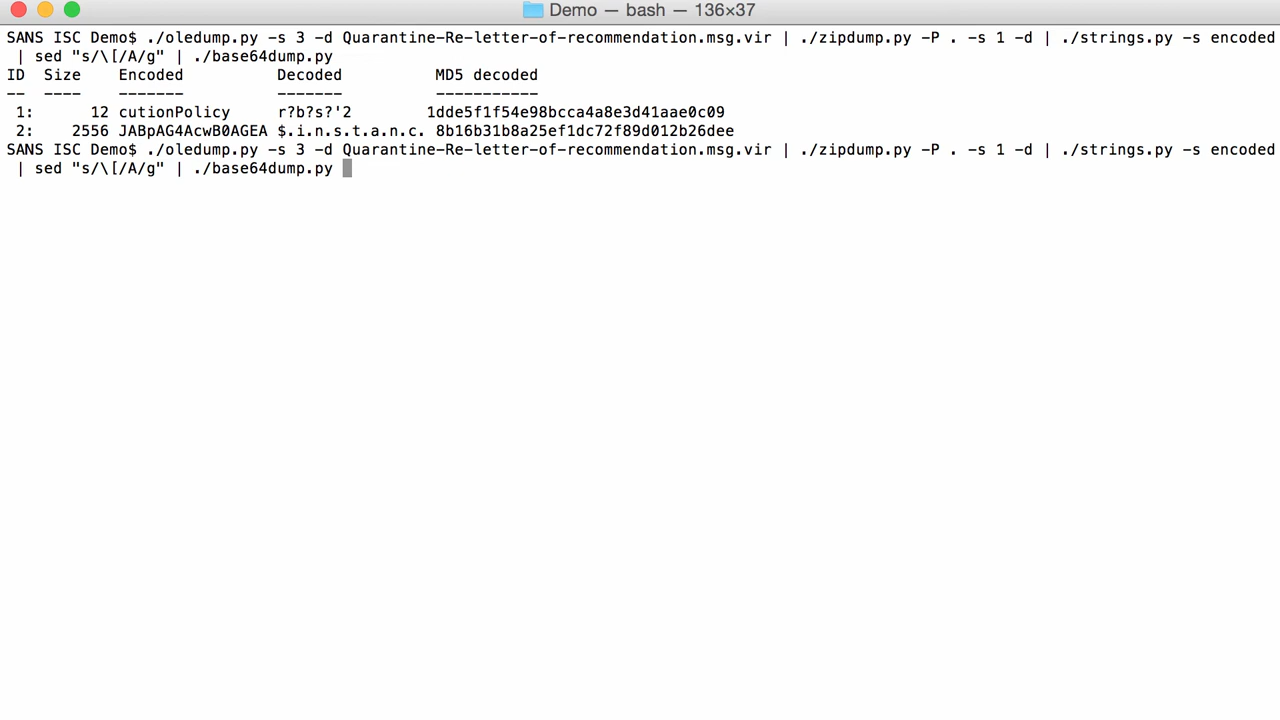 Demo — bash — 136×37
SANS ISC Demo$ ./oledump.py -s 3 -d Quarantine-Re-letter-of-recommendation.msg.vir | ./zipdump.py -P . -s 1 -d | ./strings.py -s encoded
 | sed "s/\[/A/g" | ./base64dump.py
ID  Size    Encoded          Decoded          MD5 decoded
--  ----    -------          -------          -----------
 1:      12 cutionPolicy     r?b?s?'2        1dde5f1f54e98bcca4a8e3d41aae0c09
 2:    2556 JABpAG4AcwB0AGEA $.i.n.s.t.a.n.c. 8b16b31b8a25ef1dc72f89d012b26dee
SANS ISC Demo$ ./oledump.py -s 3 -d Quarantine-Re-letter-of-recommendation.msg.vir | ./zipdump.py -P . -s 1 -d | ./strings.py -s encoded
 | sed "s/\[/A/g" | ./base64dump.py